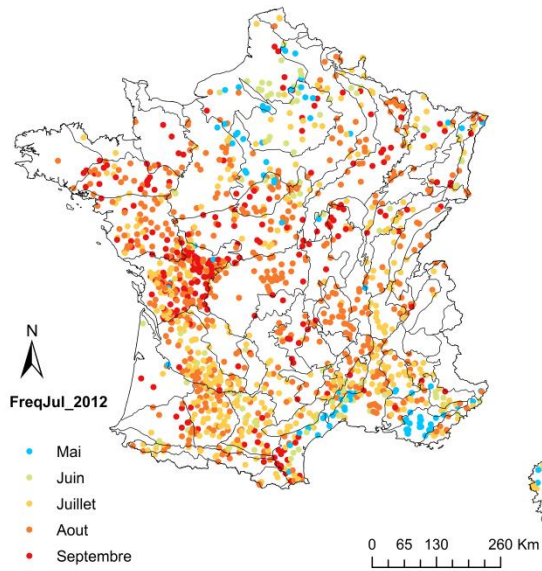 N
FreqJul_2012
Mai
Juin
Juillet
Aout
Septembre
0 65 130 260 Km